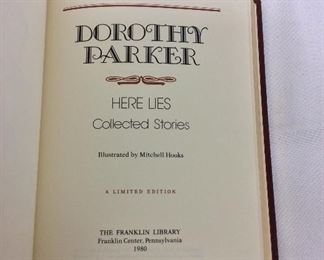 DOROTHY
PARKER
HERE LIES
Collected Stories
Illustrated by Mitchell Hooks
A LIMITED EDITION
THE FRANKLIN LIBRARY
Franklin Center, Pennsylvania
1980